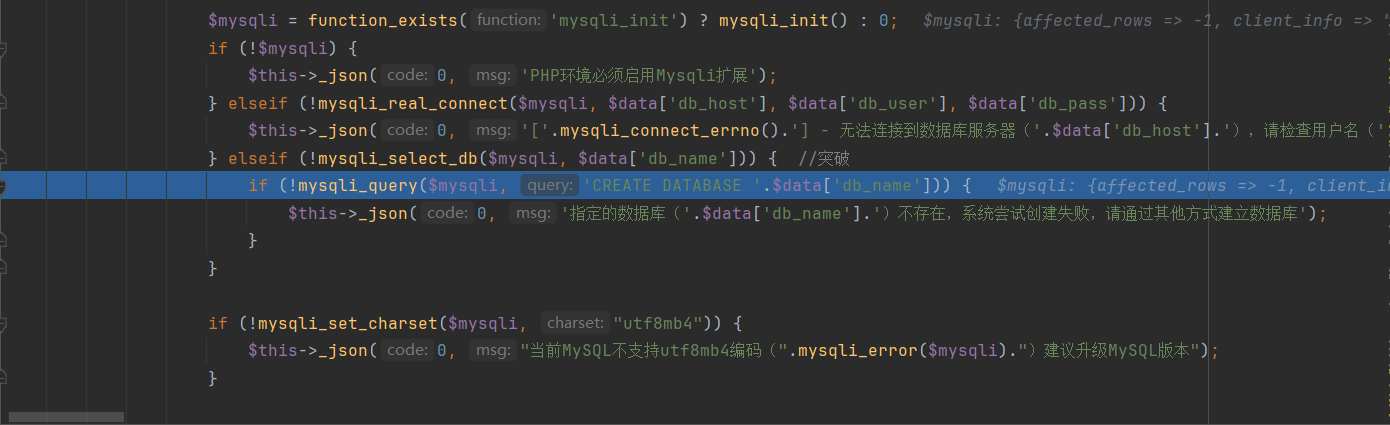 $mysqli = function_exists( function: 'mysqli_init') ? mysqli_init() : 0;   $mysqli: {affected_rows => -1, client_info => "
if (!$mysqli) {
$this->_json( code: 0,  msg: 'PHP环境必须启用Mysqli扩展');
} elseif (!mysqli_real_connect($mysqli, $data['db_host'], $data['db_user'], $data['db_pass'])) {
$this->_json( code: 0,  msg: '['.mysqli_connect_errno().'] - 无法连接到数据库服务器（'.$data['db_host'].'），请检查用户名（'
} elseif (!mysqli_select_db($mysqli, $data['db_name'])) {  //突破
if (!mysqli_query($mysqli,  query: 'CREATE DATABASE '.$data['db_name'])) {   $mysqli: {affected_rows => -1, client_in
$this->_json( code: 0,  msg: '指定的数据库（'.$data['db_name'].'）不存在，系统尝试创建失败，请通过其他方式建立数据库');
}
}
if (!mysqli_set_charset($mysqli,  charset: "utf8mb4")) {
$this->_json( code: 0,  msg: "当前MySQL不支持utf8mb4编码（".mysqli_error($mysqli)."）建议升级MySQL版本");
}